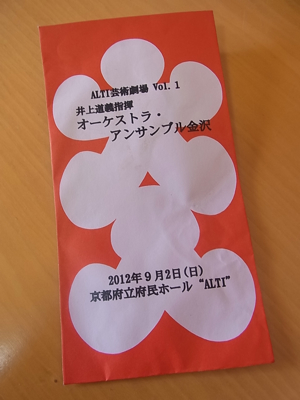 ALTI芸術劇場 Vol.1
井上道義指揮
オーケストラ・
アンサンブル金沢
2012年9月2日(日)
京都府立府民ホール“ALTI”